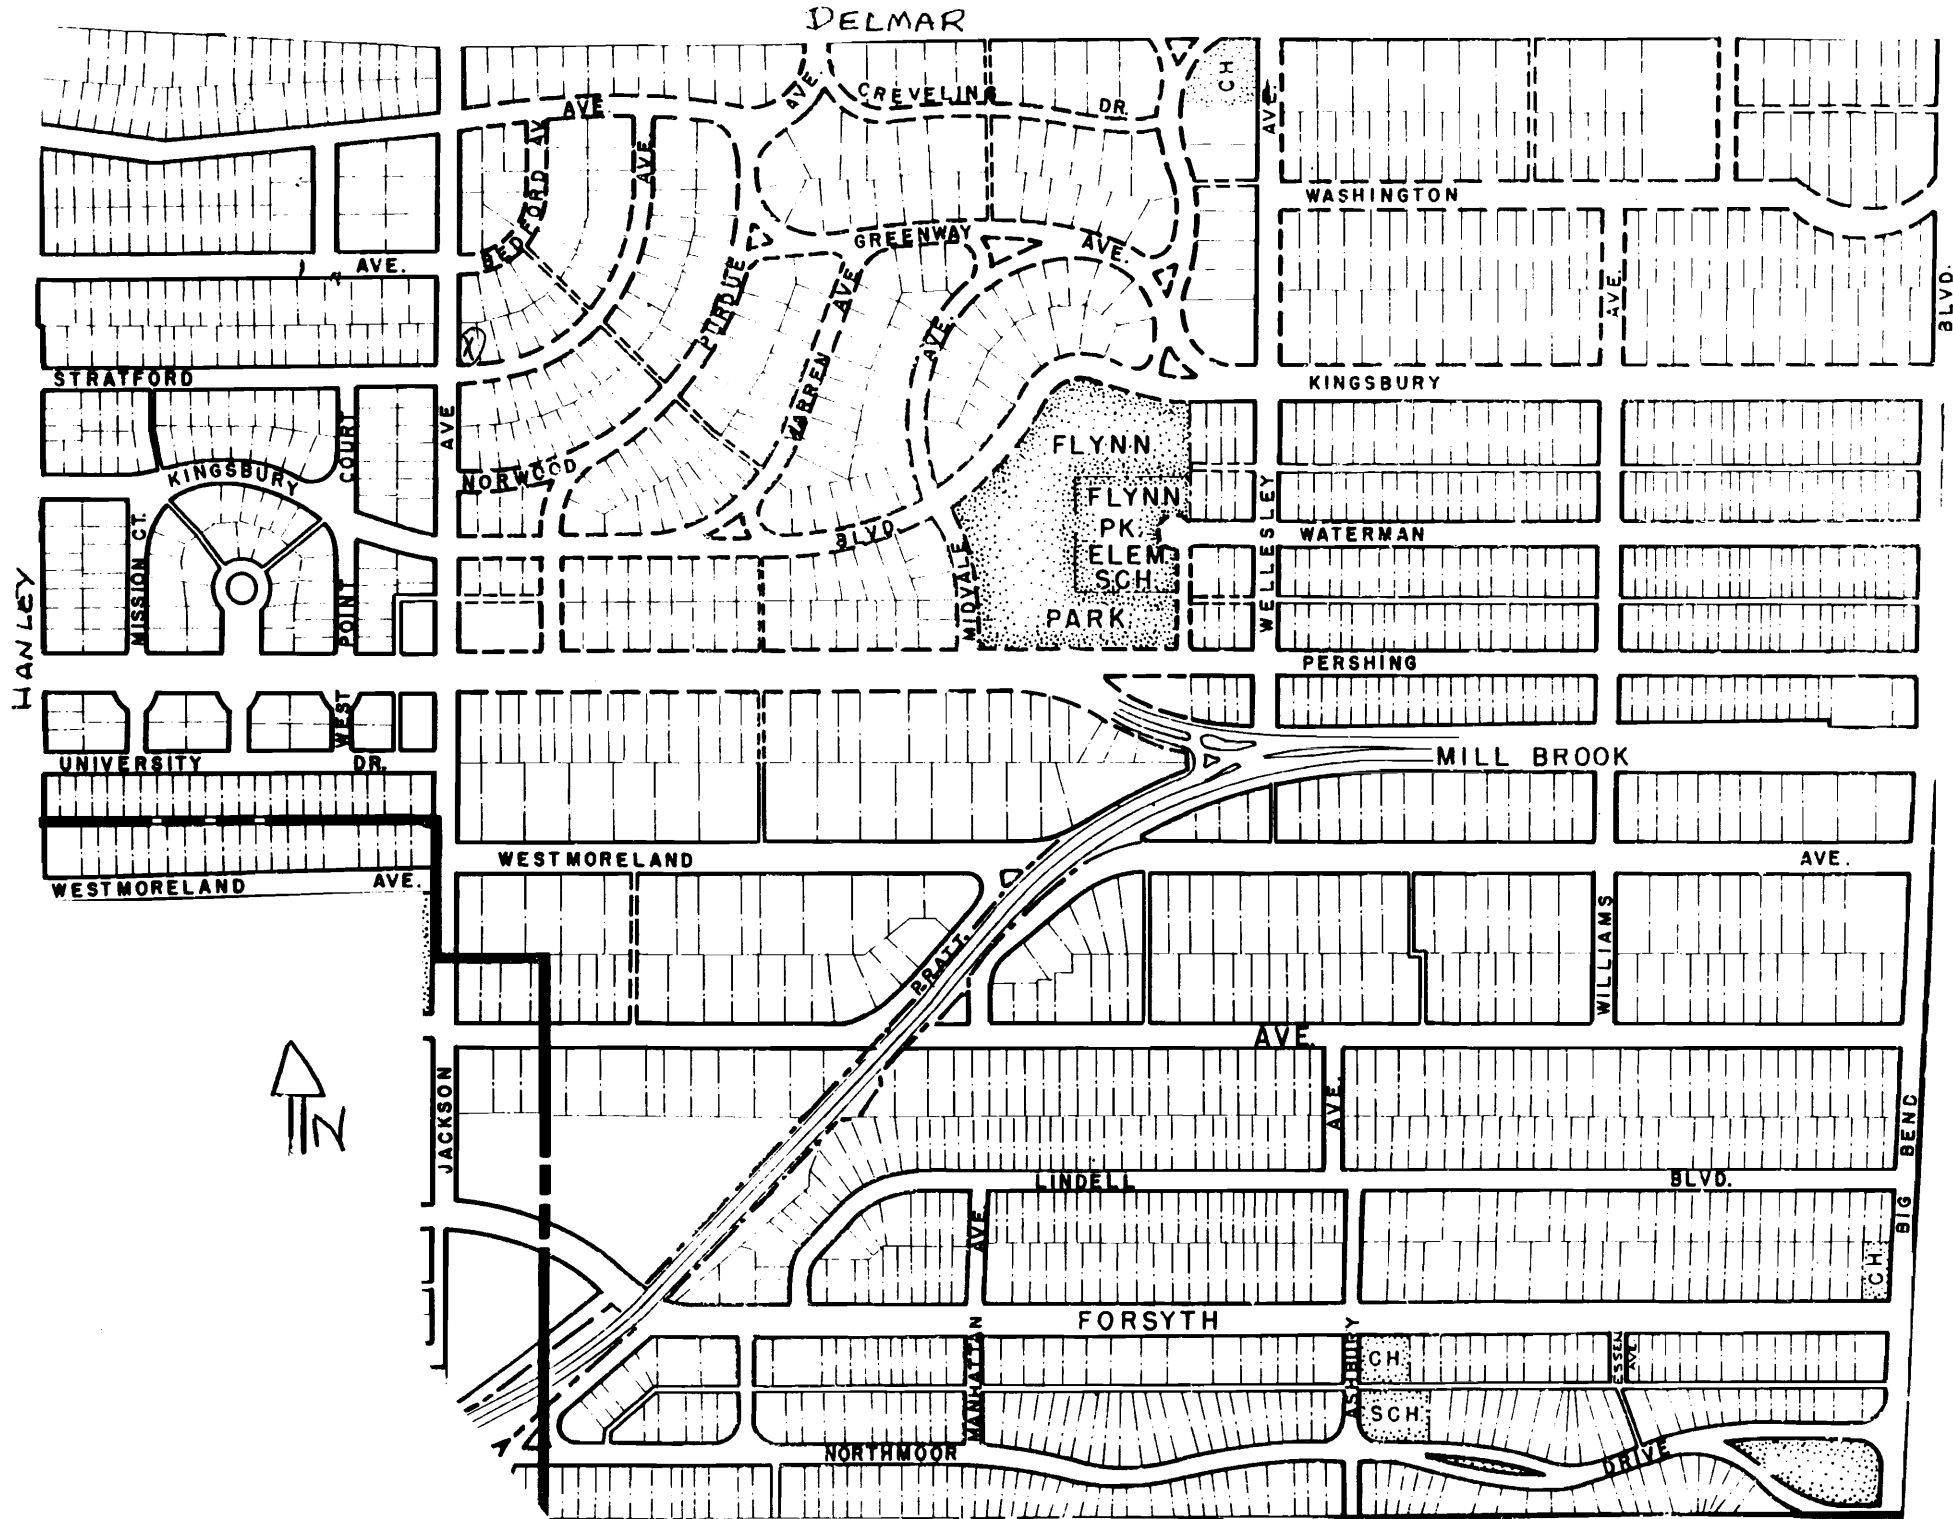 DELMAR
AVE
CREVELING
DR.
AVE.
CH
AVE.
BEDFORD AV
AVE.
WASHINGTON
AVE.
GREENWAY
AVE.
PURDUE
WARREN AVE
AVE.
AVE.
BLVD.
X
STRATFORD
KINGSBURY
COURT
AVE
NORWOOD
KINGSBURY
FLYNN
FLYNN
PK.
ELEM
SCH.
PARK
BLVD.
MIDVALE
WELLESLEY
WATERMAN
MISSION CT.
POINT
HANLEY
PERSHING
WEST
UNIVERSITY
DR.
MILL BROOK
WESTMORELAND
AVE.
WESTMORELAND
AVE.
PRATT
WILLIAMS
AVE.
N
JACKSON
AVE.
BIG BEND
LINDELL
BLVD.
AVE.
CH.
FORSYTH
MANHATTAN
ASHBURY
CH.
ESSEN
AVE.
SCH.
NORTHMOOR
DRIVE